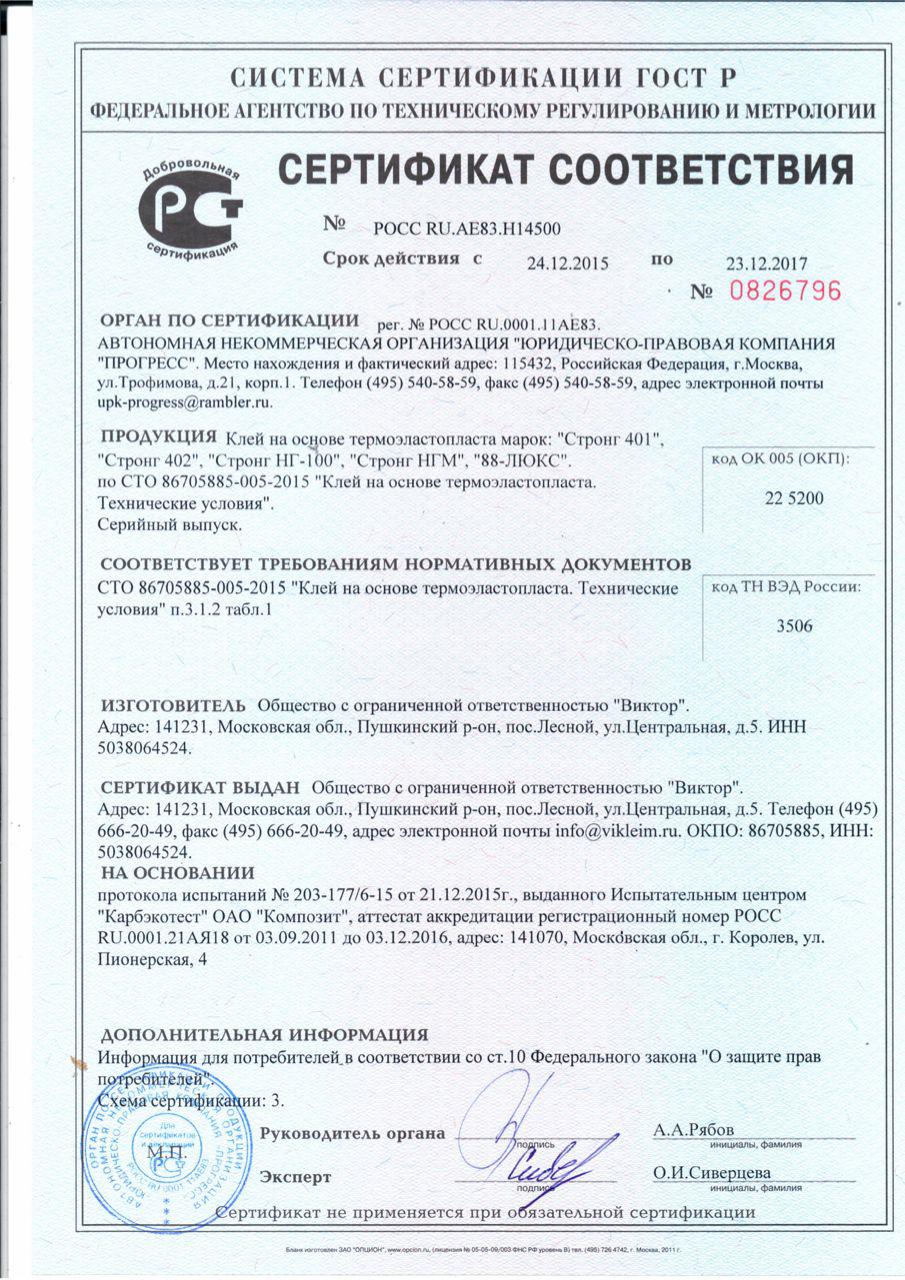 СИСТЕМА СЕРТИФИКАЦИИ ГОСТ Р
ФЕДЕРАЛЬНОЕ АГЕНТСТВО ПО ТЕХНИЧЕСКОМУ РЕГУЛИРОВАНИЮ И МЕТРОЛОГИИ
Добровольная
РСТ
сертификация
СЕРТИФИКАТ СООТВЕТСТВИЯ
№ РОСС RU.АЕ83.Н14500
Срок действия с 24.12.2015 по 23.12.2017
№ 0826796
ОРГАН ПО СЕРТИФИКАЦИИ рег. № РОСС RU.0001.11АЕ83.
АВТОНОМНАЯ НЕКОММЕРЧЕСКАЯ ОРГАНИЗАЦИЯ "ЮРИДИЧЕСКО-ПРАВОВАЯ КОМПАНИЯ
"ПРОГРЕСС". Место нахождения и фактический адрес: 115432, Российская Федерация, г.Москва,
ул.Трофимова, д.21, корп.1. Телефон (495) 540-58-59, факс (495) 540-58-59, адрес электронной почты
upk-progress@rambler.ru.
ПРОДУКЦИЯ Клей на основе термоэластопласта марок: "Стронг 401",
"Стронг 402", "Стронг НГ-100", "Стронг НГМ", "88-ЛЮКС".
по СТО 86705885-005-2015 "Клей на основе термоэластопласта.
Технические условия".
Серийный выпуск.
код ОК 005 (ОКП):
22 5200
СООТВЕТСТВУЕТ ТРЕБОВАНИЯМ НОРМАТИВНЫХ ДОКУМЕНТОВ
СТО 86705885-005-2015 "Клей на основе термоэластопласта. Технические
условия" п.3.1.2 табл.1
код ТН ВЭД России:
3506
ИЗГОТОВИТЕЛЬ Общество с ограниченной ответственностью "Виктор".
Адрес: 141231, Московская обл., Пушкинский р-он, пос.Лесной, ул.Центральная, д.5. ИНН
5038064524.
СЕРТИФИКАТ ВЫДАН Общество с ограниченной ответственностью "Виктор".
Адрес: 141231, Московская обл., Пушкинский р-он, пос.Лесной, ул.Центральная, д.5. Телефон (495)
666-20-49, факс (495) 666-20-49, адрес электронной почты info@vikleim.ru. ОКПО: 86705885, ИНН:
5038064524.
НА ОСНОВАНИИ
протокола испытаний № 203-177/6-15 от 21.12.2015г., выданного Испытательным центром
"Карбэкотест" ОАО "Композит", аттестат аккредитации регистрационный номер РОСС
RU.0001.21АЯ18 от 03.09.2011 до 03.12.2016, адрес: 141070, Московская обл., г. Королев, ул.
Пионерская, 4
ДОПОЛНИТЕЛЬНАЯ ИНФОРМАЦИЯ
Информация для потребителей в соответствии со ст.10 Федерального закона "О защите прав
потребителей".
Схема сертификации: 3.
Для
сертификатов
и деклараций
М.П.
Руководитель органа
подпись
А.А.Рябов
инициалы, фамилия
Эксперт
подпись
О.И.Сиверцева
инициалы, фамилия
Сертификат не применяется при обязательной сертификации
Бланк изготовлен ЗАО "ОПЦИОН", www.opcion.ru, (лицензия № 05-05-09/003 ФНС РФ уровень В) тел. (495) 726 4742, г. Москва, 2011 г.